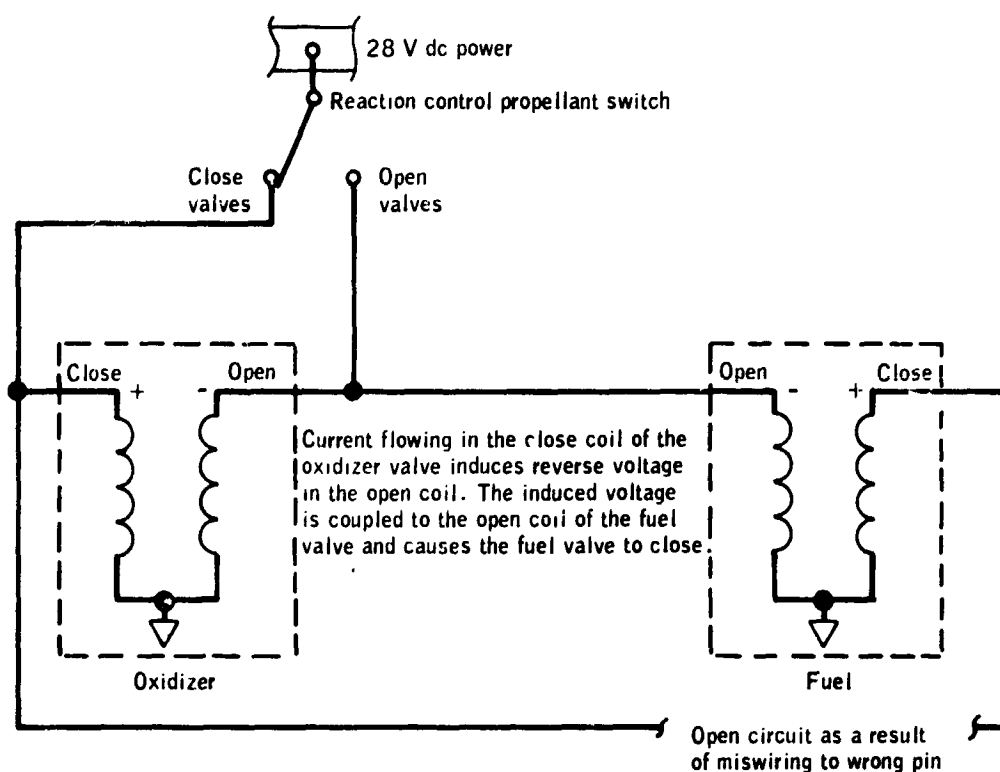 28 V dc power
Reaction control propellant switch
Close
valves
Open
valves
Close + - Open
Open - + Close
Current flowing in the close coil of the
oxidizer valve induces reverse voltage
in the open coil. The induced voltage
is coupled to the open coil of the fuel
valve and causes the fuel valve to close.
Oxidizer
Fuel
Open circuit as a result
of miswiring to wrong pin